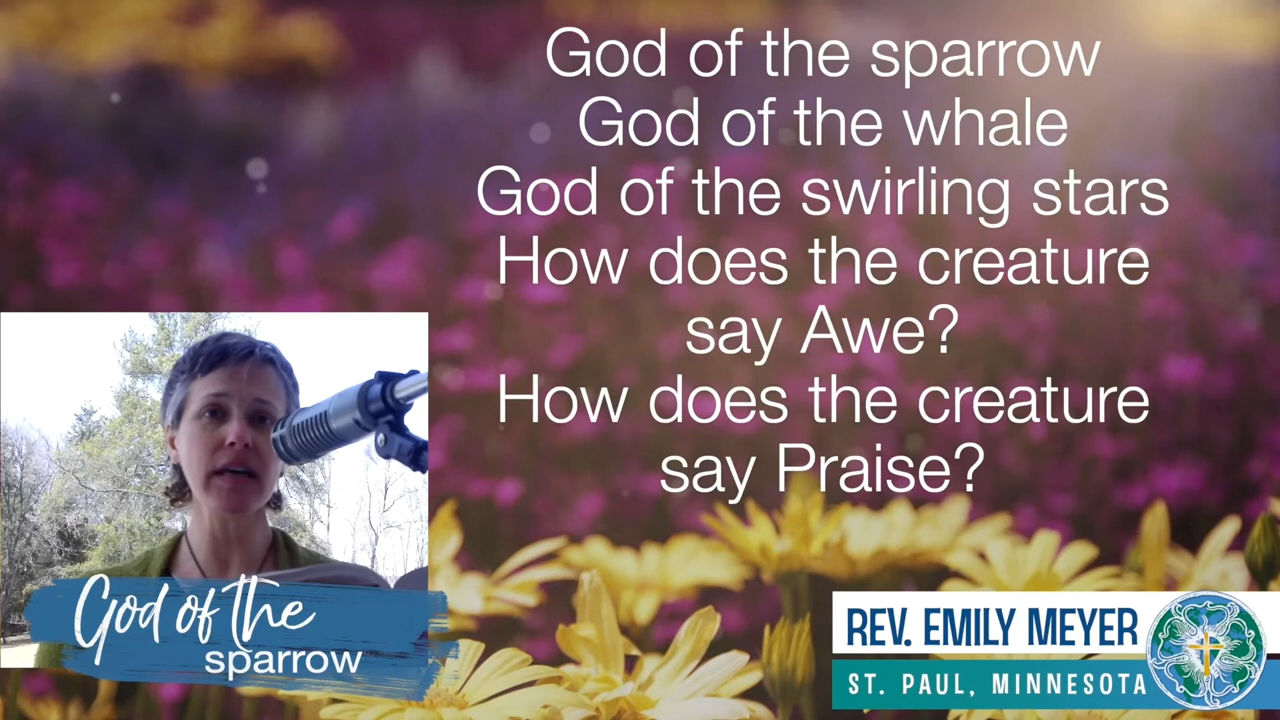 God of the sparrow
God of the whale
God of the swirling stars
How does the creature
say Awe?
How does the creature
say Praise?
God of the
sparrow
REV. EMILY MEYER
ST. PAUL, MINNESOTA